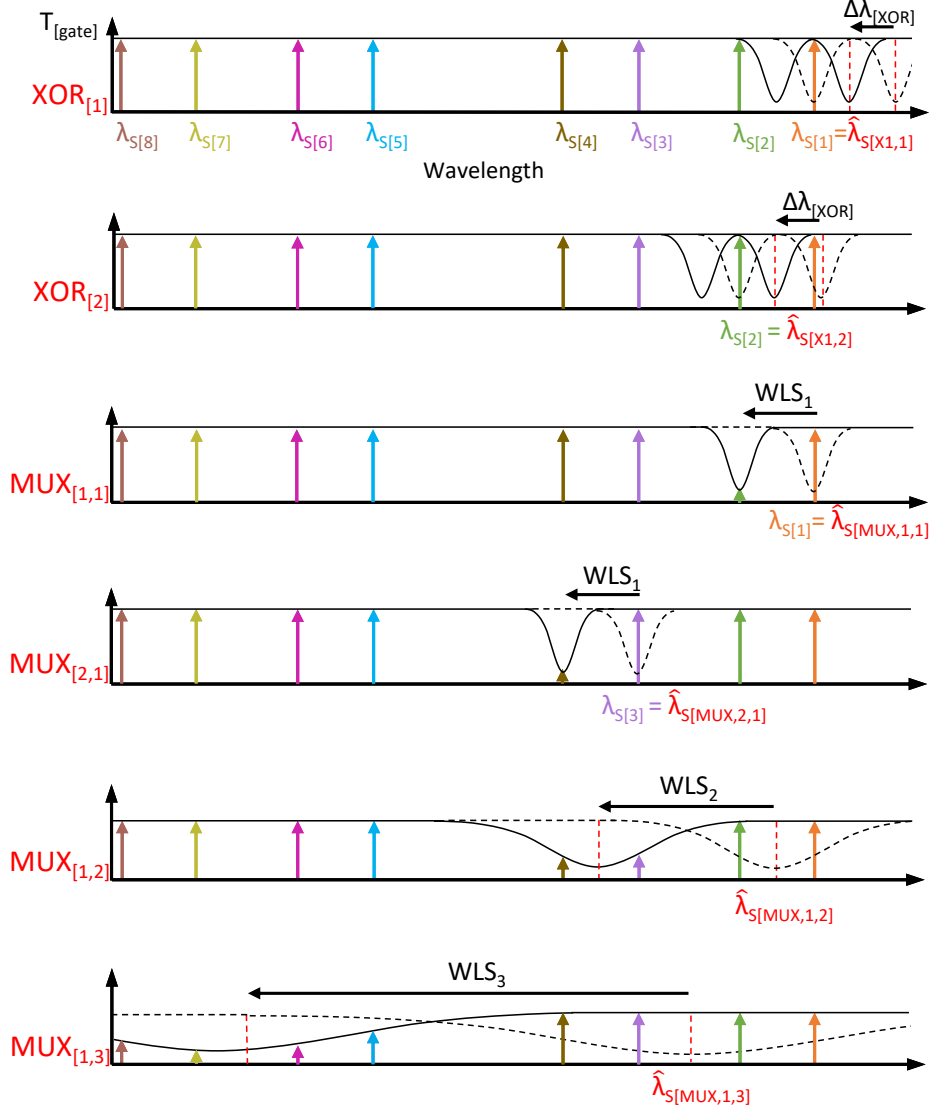 T[gate]
Δλ[XOR]
XOR[1]
λS[8] λS[7] λS[6] λS[5] λS[4] λS[3] λS[2] λS[1]= λ̂S[X1,1]
Wavelength
Δλ[XOR]
XOR[2]
λS[2] = λ̂S[X1,2]
WLS1
MUX[1,1]
λS[1]= λ̂S[MUX,1,1]
WLS1
MUX[2,1]
λS[3] = λ̂S[MUX,2,1]
WLS2
MUX[1,2]
λ̂S[MUX,1,2]
WLS3
MUX[1,3]
λ̂S[MUX,1,3]